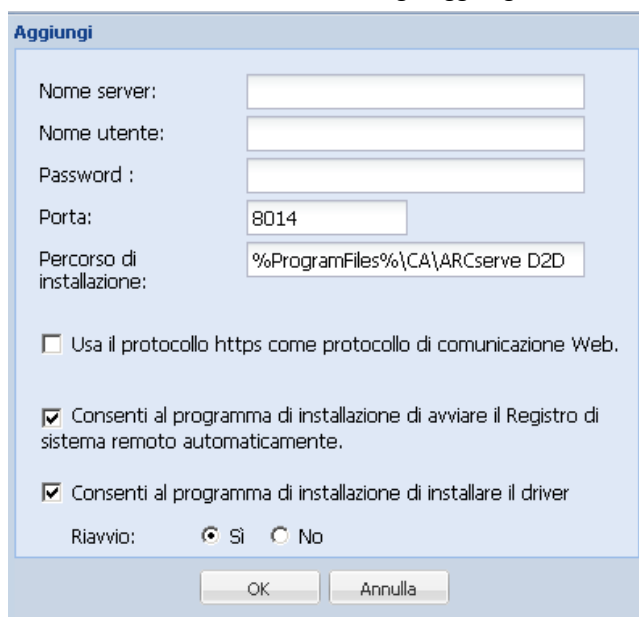 Aggiungi
Nome server:
Nome utente:
Password :
Porta:
8014
Percorso di
installazione:
%ProgramFiles%\CA\ARCserve D2D
Usa il protocollo https come protocollo di comunicazione Web.
Consenti al programma di installazione di avviare il Registro di
sistema remoto automaticamente.
Consenti al programma di installazione di installare il driver
Riavvio: Sì No
OK Annulla